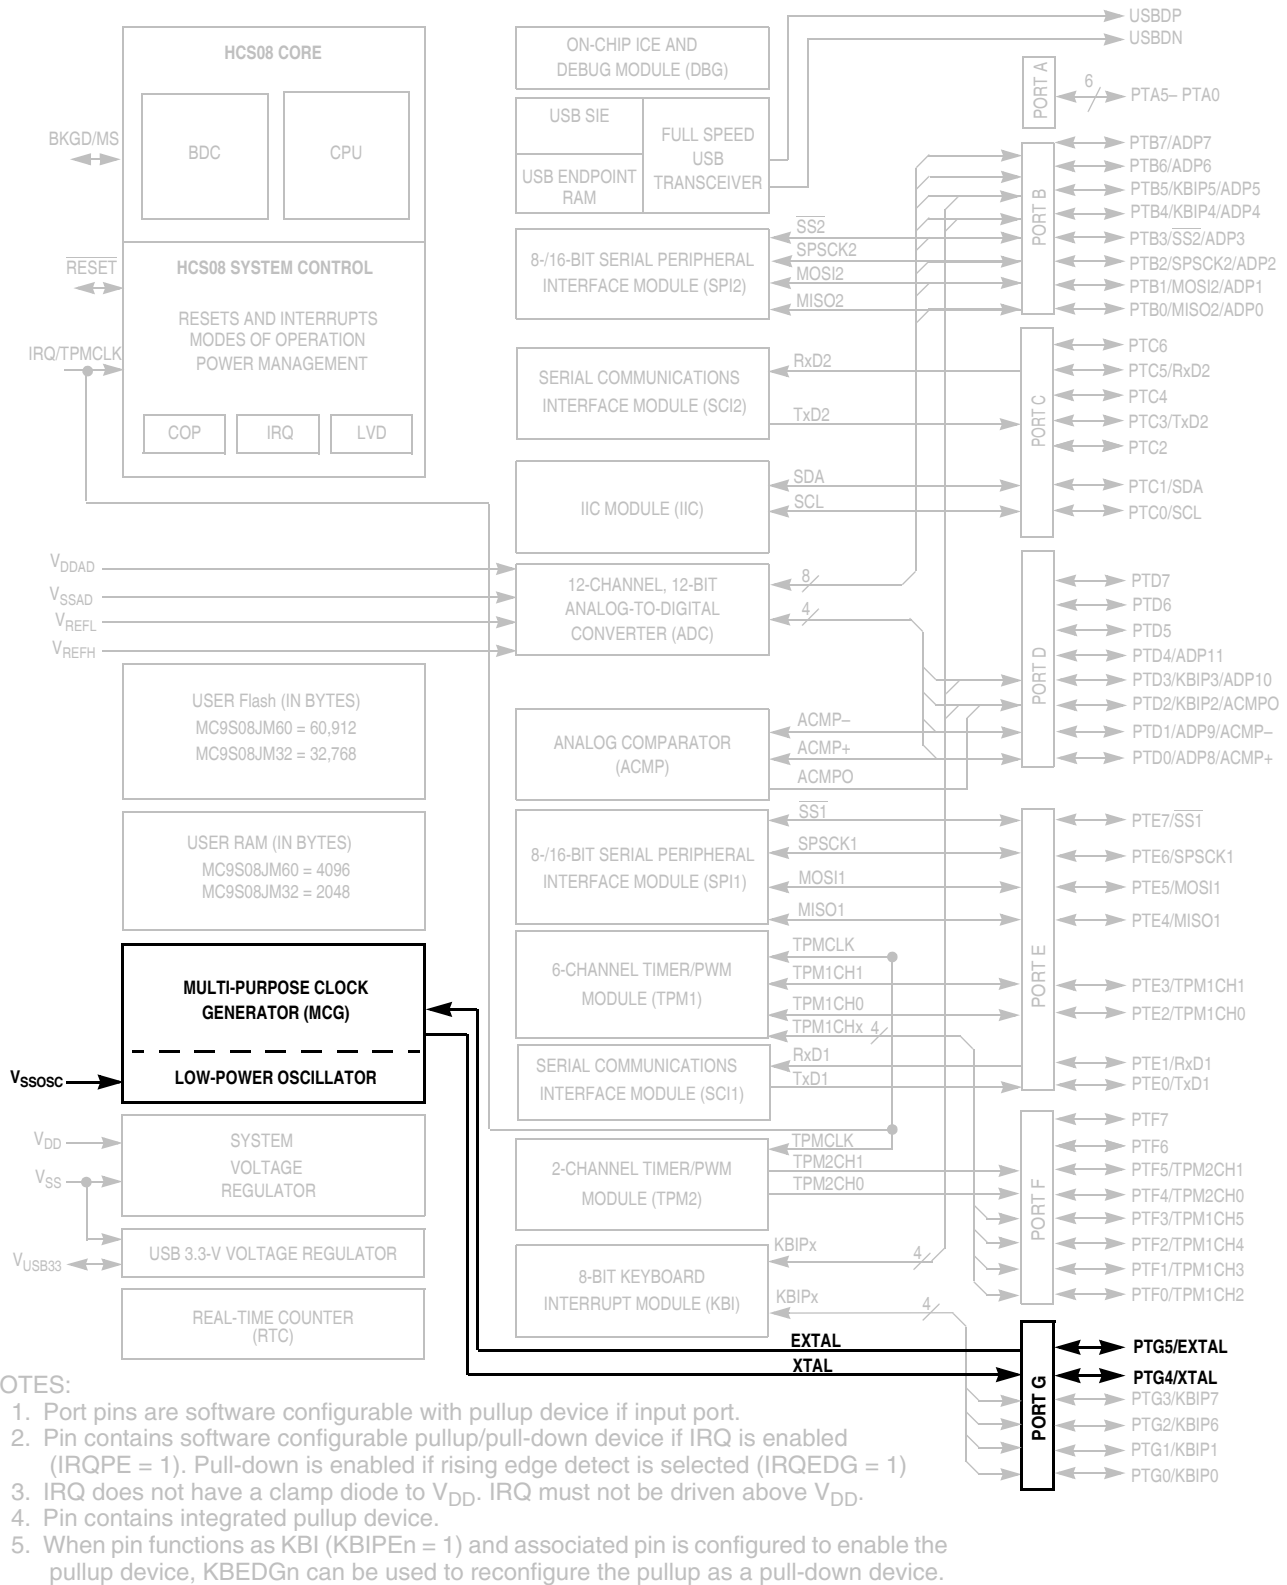 HCS08 CORE
BDC
CPU
BKGD/MS
HCS08 SYSTEM CONTROL
RESET
RESETS AND INTERRUPTS
MODES OF OPERATION
POWER MANAGEMENT
IRQ/TPMCLK
COP
IRQ
LVD
VDDAD
VSSAD
VREFL
VREFH
USER Flash (IN BYTES)
MC9S08JM60 = 60,912
MC9S08JM32 = 32,768
USER RAM (IN BYTES)
MC9S08JM60 = 4096
MC9S08JM32 = 2048
MULTI-PURPOSE CLOCK
GENERATOR (MCG)
LOW-POWER OSCILLATOR
VSSOSC
VDD
VSS
SYSTEM
VOLTAGE
REGULATOR
VUSB33
USB 3.3-V VOLTAGE REGULATOR
REAL-TIME COUNTER
(RTC)
ON-CHIP ICE AND
DEBUG MODULE (DBG)
USB SIE
USB ENDPOINT
RAM
FULL SPEED
USB
TRANSCEIVER
8-/16-BIT SERIAL PERIPHERAL
INTERFACE MODULE (SPI2)
SS2
SPSCK2
MOSI2
MISO2
SERIAL COMMUNICATIONS
INTERFACE MODULE (SCI2)
RxD2
TxD2
IIC MODULE (IIC)
SDA
SCL
12-CHANNEL, 12-BIT
ANALOG-TO-DIGITAL
CONVERTER (ADC)
8
4
ANALOG COMPARATOR
(ACMP)
ACMP–
ACMP+
ACMPO
8-/16-BIT SERIAL PERIPHERAL
INTERFACE MODULE (SPI1)
SS1
SPSCK1
MOSI1
MISO1
6-CHANNEL TIMER/PWM
MODULE (TPM1)
TPMCLK
TPM1CH1
TPM1CH0
TPM1CHx
4
SERIAL COMMUNICATIONS
INTERFACE MODULE (SCI1)
RxD1
TxD1
2-CHANNEL TIMER/PWM
MODULE (TPM2)
TPMCLK
TPM2CH1
TPM2CH0
8-BIT KEYBOARD
INTERRUPT MODULE (KBI)
KBIPx
4
KBIPx
4
EXTAL
XTAL
USBDP
USBDN
PORT A
6
PTA5– PTA0
PORT B
PTB7/ADP7
PTB6/ADP6
PTB5/KBIP5/ADP5
PTB4/KBIP4/ADP4
PTB3/SS2/ADP3
PTB2/SPSCK2/ADP2
PTB1/MOSI2/ADP1
PTB0/MISO2/ADP0
PORT C
PTC6
PTC5/RxD2
PTC4
PTC3/TxD2
PTC2
PTC1/SDA
PTC0/SCL
PORT D
PTD7
PTD6
PTD5
PTD4/ADP11
PTD3/KBIP3/ADP10
PTD2/KBIP2/ACMPO
PTD1/ADP9/ACMP–
PTD0/ADP8/ACMP+
PORT E
PTE7/SS1
PTE6/SPSCK1
PTE5/MOSI1
PTE4/MISO1
PTE3/TPM1CH1
PTE2/TPM1CH0
PTE1/RxD1
PTE0/TxD1
PORT F
PTF7
PTF6
PTF5/TPM2CH1
PTF4/TPM2CH0
PTF3/TPM1CH5
PTF2/TPM1CH4
PTF1/TPM1CH3
PTF0/TPM1CH2
PORT G
PTG5/EXTAL
PTG4/XTAL
PTG3/KBIP7
PTG2/KBIP6
PTG1/KBIP1
PTG0/KBIP0
OTES:
1. Port pins are software configurable with pullup device if input port.
2. Pin contains software configurable pullup/pull-down device if IRQ is enabled
(IRQPE = 1). Pull-down is enabled if rising edge detect is selected (IRQEDG = 1)
3. IRQ does not have a clamp diode to VDD. IRQ must not be driven above VDD.
4. Pin contains integrated pullup device.
5. When pin functions as KBI (KBIPEn = 1) and associated pin is configured to enable the
pullup device, KBEDGn can be used to reconfigure the pullup as a pull-down device.